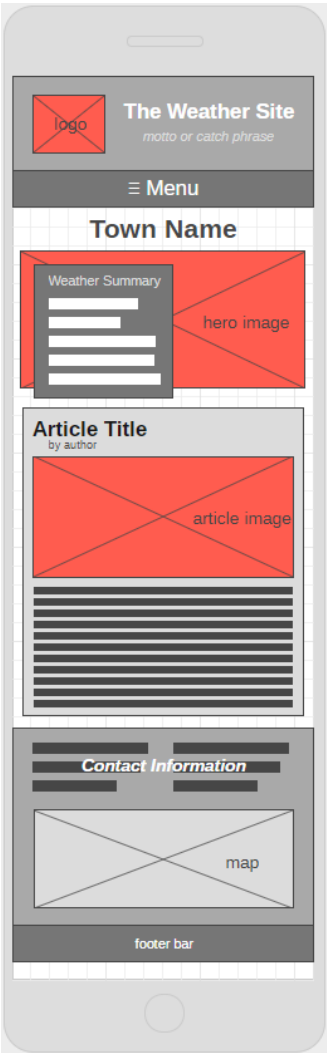 logo
The Weather Site
motto or catch phrase
☰ Menu
Town Name
Weather Summary
hero image
Article Title
by author
article image
Contact Information
map
footer bar